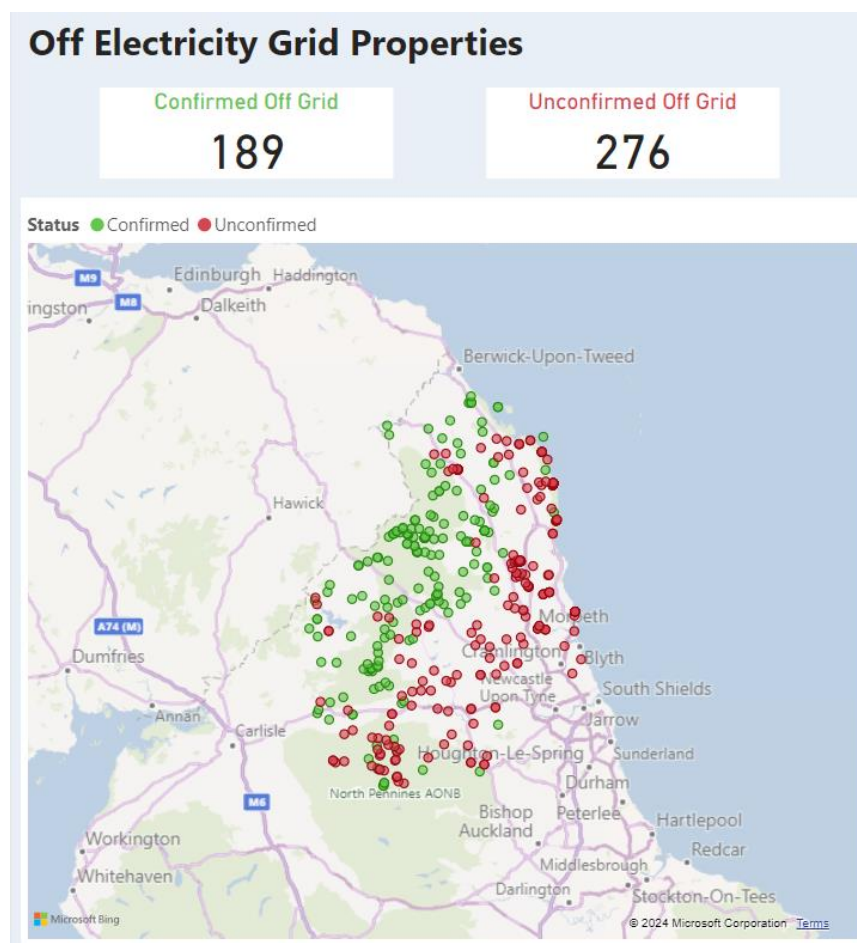 Off Electricity Grid Properties
Confirmed Off Grid
189
Unconfirmed Off Grid
276
Status Confirmed Unconfirmed
M9
Edinburgh
Haddington
ingston
M8
Dalkeith
Berwick-Upon-Tweed
Hawick
A74 (M)
Dumfries
Morpeth
Cramlington
Blyth
Newcastle
Upon Tyne
South Shields
Annan
Jarrow
Carlisle
Houghton-Le-Spring
Sunderland
North Pennines AONB
Durham
M6
Bishop
Auckland
Peterlee
Hartlepool
Workington
Redcar
Middlesbrough
Whitehaven
Darlington
Stockton-On-Tees
Microsoft Bing
© 2024 Microsoft Corporation Terms